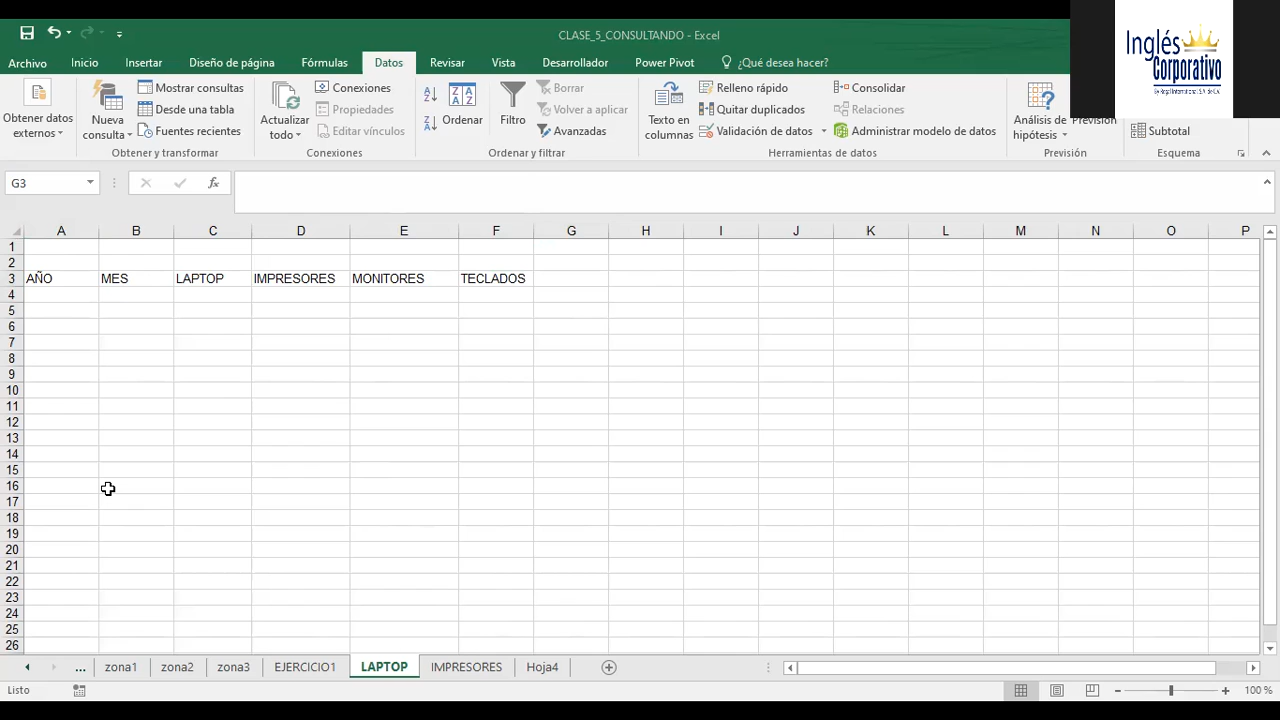 CLASE_5_CONSULTANDO - Excel
Inglés
Corporativo
Archivo Inicio Insertar Diseño de página Fórmulas Datos Revisar Vista Desarrollador Power Pivot ¿Qué desea hacer?
Obtener datos externos
Nueva consulta
Mostrar consultas
Desde una tabla
Fuentes recientes
Obtener y transformar
Actualizar todo
Conexiones
Propiedades
Editar vínculos
Conexiones
Ordenar
Filtro
Borrar
Volver a aplicar
Avanzadas
Ordenar y filtrar
Texto en columnas
Relleno rápido
Quitar duplicados
Validación de datos
Consolidar
Relaciones
Administrar modelo de datos
Herramientas de datos
Análisis de hipótesis
Previsión
Previsión
Subtotal
Esquema
G3
fx
A B C D E F G H I J K L M N O P
1
2
3 AÑO MES LAPTOP IMPRESORES MONITORES TECLADOS
4
5
6
7
8
9
10
11
12
13
14
15
16
17
18
19
20
21
22
23
24
25
26
... zona1 zona2 zona3 EJERCICIO1 LAPTOP IMPRESORES Hoja4
Listo
100 %